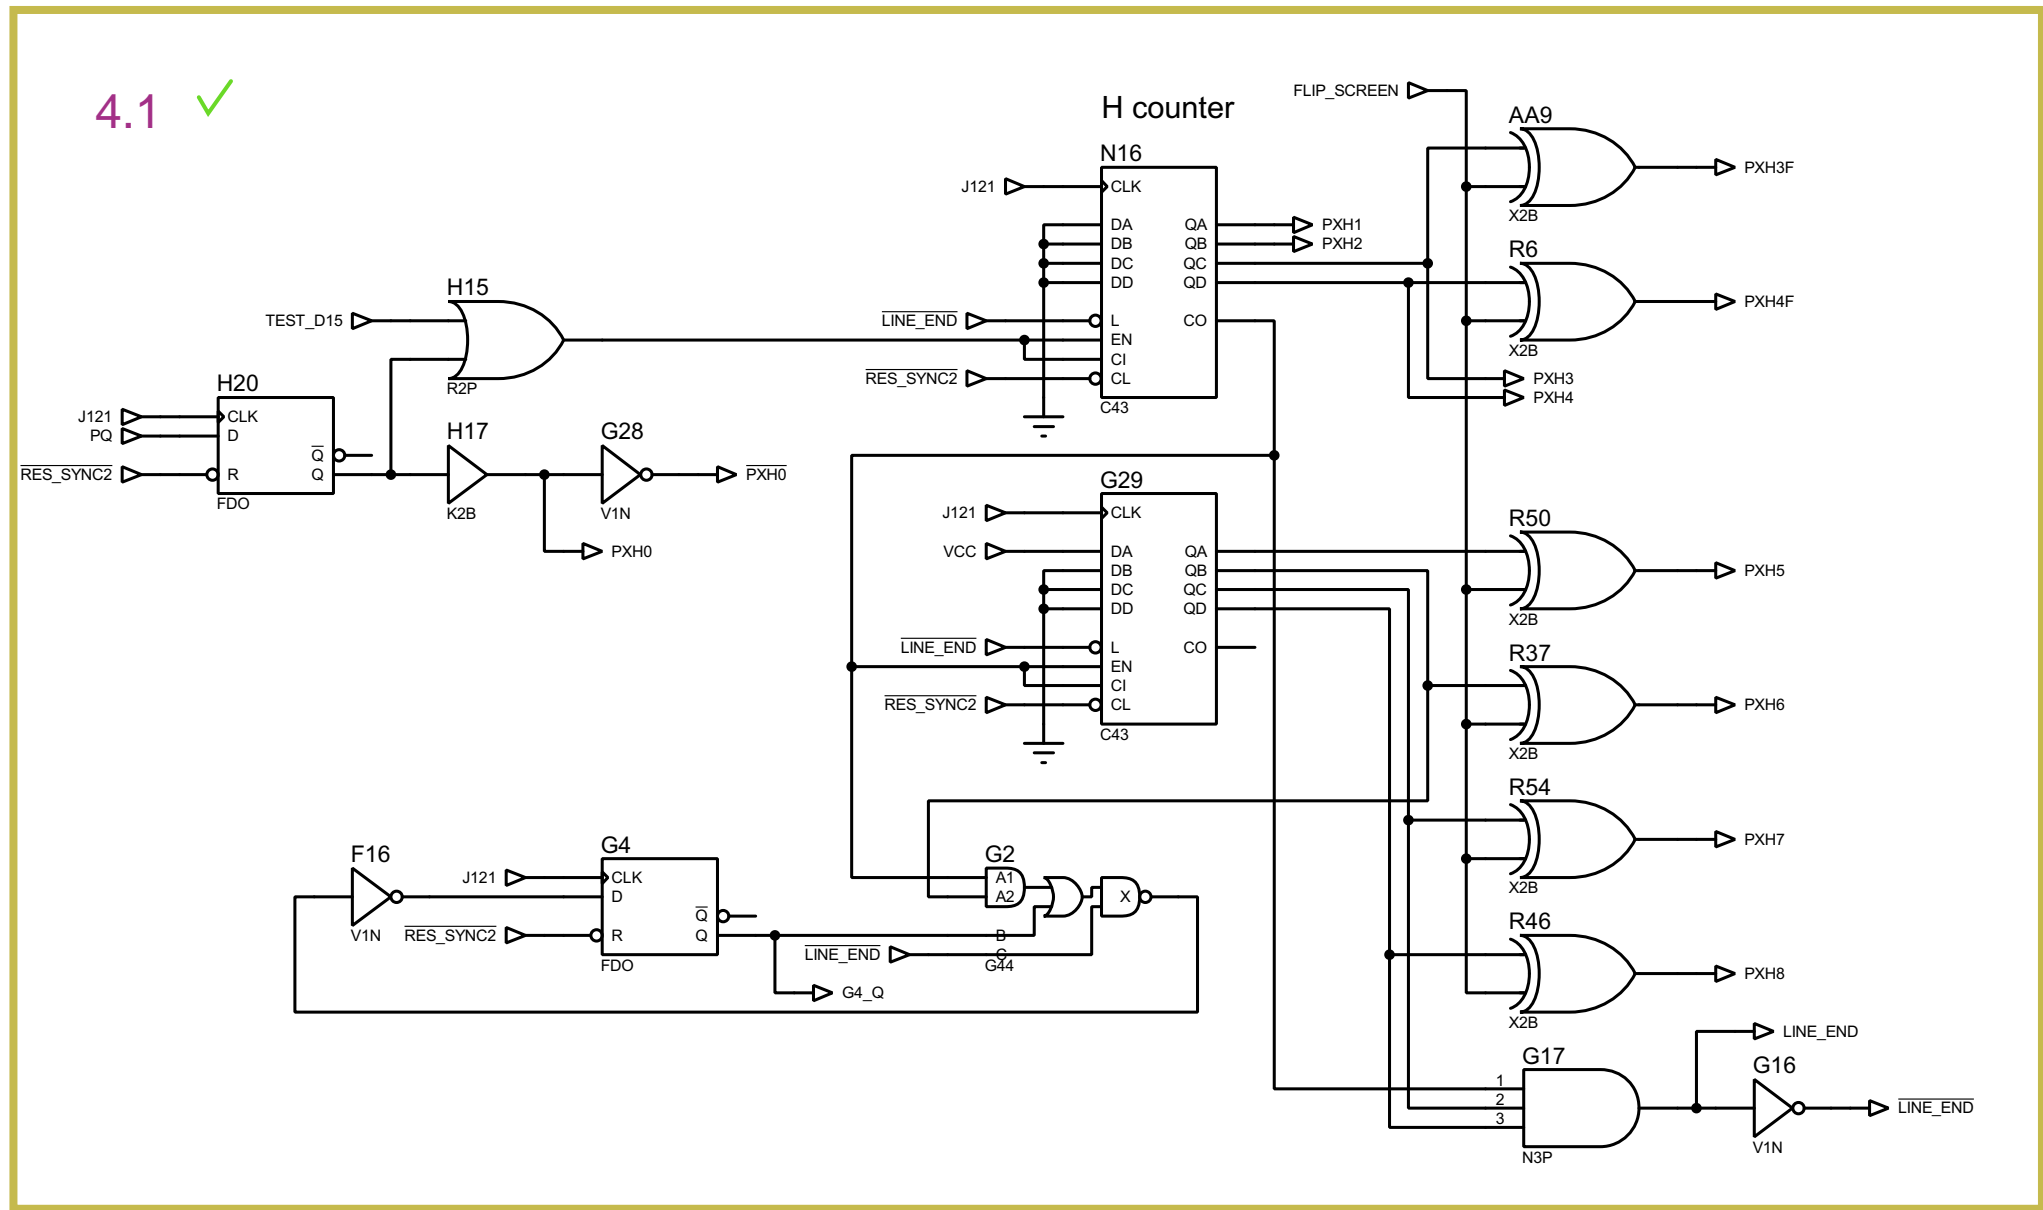 4.1
H counter
FLIP_SCREEN
AA9
X2B
PXH3F
R6
X2B
PXH4F
PXH3
PXH4
N16
J121
CLK
DA QA PXH1
DB QB PXH2
DC QC
DD QD
LINE_END L CO
EN
CI
RES_SYNC2 CL
C43
H15
TEST_D15
R2P
H20
J121 CLK
PQ D
Q
RES_SYNC2 R Q
FDO
H17
K2B
G28
V1N
PXH0
PXH0
G29
J121 CLK
VCC DA QA
DB QB
DC QC
DD QD
LINE_END L CO
EN
CI
RES_SYNC2 CL
C43
R50
X2B
PXH5
R37
X2B
PXH6
R54
X2B
PXH7
R46
X2B
PXH8
F16
V1N
G4
J121 CLK
D
Q
RES_SYNC2 R Q
FDO
G4_Q
G2
A1
A2
X
B
LINE_END C
G44
G17
1
2
3
N3P
LINE_END
G16
V1N
LINE_END